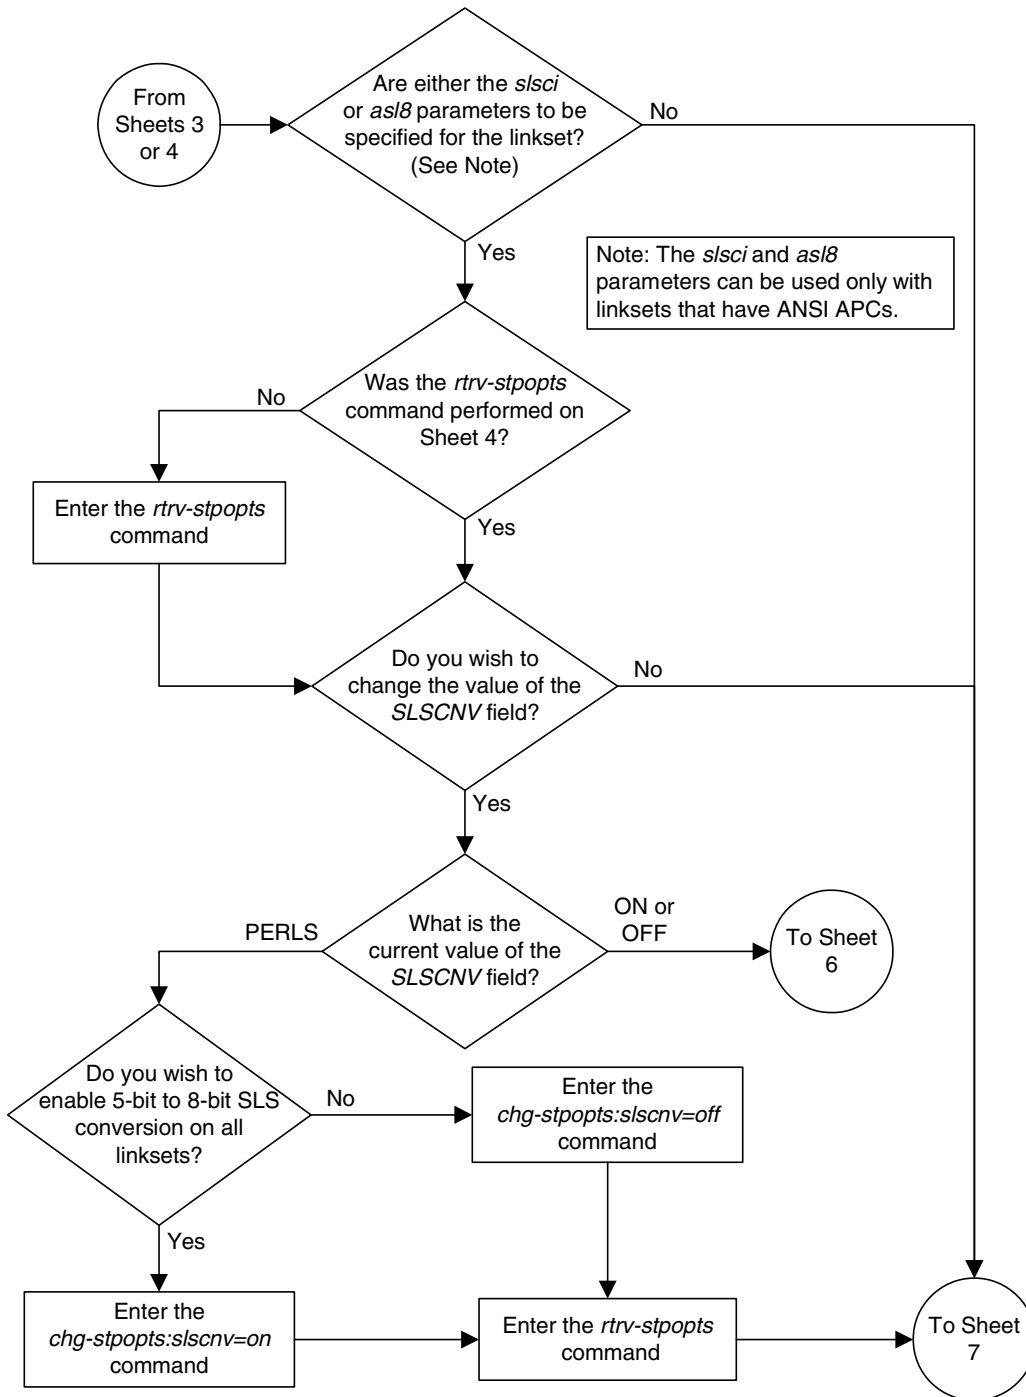 From
Sheets 3
or 4
Are either the slsci
or asl8 parameters to be
specified for the linkset?
(See Note)
No
Yes
Note: The slsci and asl8
parameters can be used only with
linksets that have ANSI APCs.
Was the rtrv-stpopts
command performed on
Sheet 4?
No
Enter the rtrv-stpopts
command
Yes
Do you wish to
change the value of the
SLSCNV field?
No
Yes
What is the
current value of the
SLSCNV field?
PERLS
ON or
OFF
To Sheet
6
Do you wish to
enable 5-bit to 8-bit SLS
conversion on all
linksets?
No
Enter the
chg-stpopts:slscnv=off
command
Yes
Enter the
chg-stpopts:slscnv=on
command
Enter the rtrv-stpopts
command
To Sheet
7